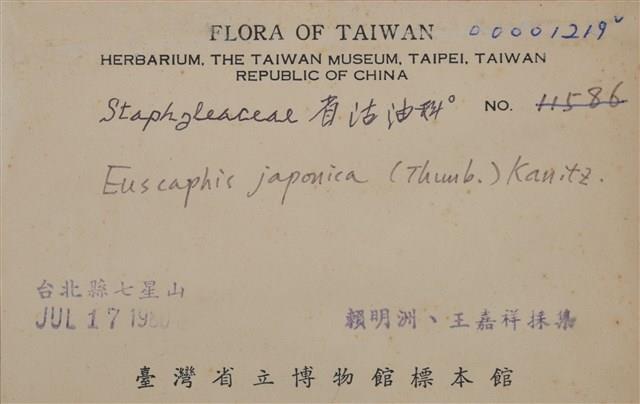 FLORA OF TAIWAN 00001219
HERBARIUM, THE TAIWAN MUSEUM, TAIPEI, TAIWAN
REPUBLIC OF CHINA
Staphyleaceae 省沽油科 NO. 11586
Euscaphis japonica (Thunb.) Kanitz.
台北縣七星山
JUL 17 1980
賴明洲、王嘉祥採集
臺灣省立博物館標本館